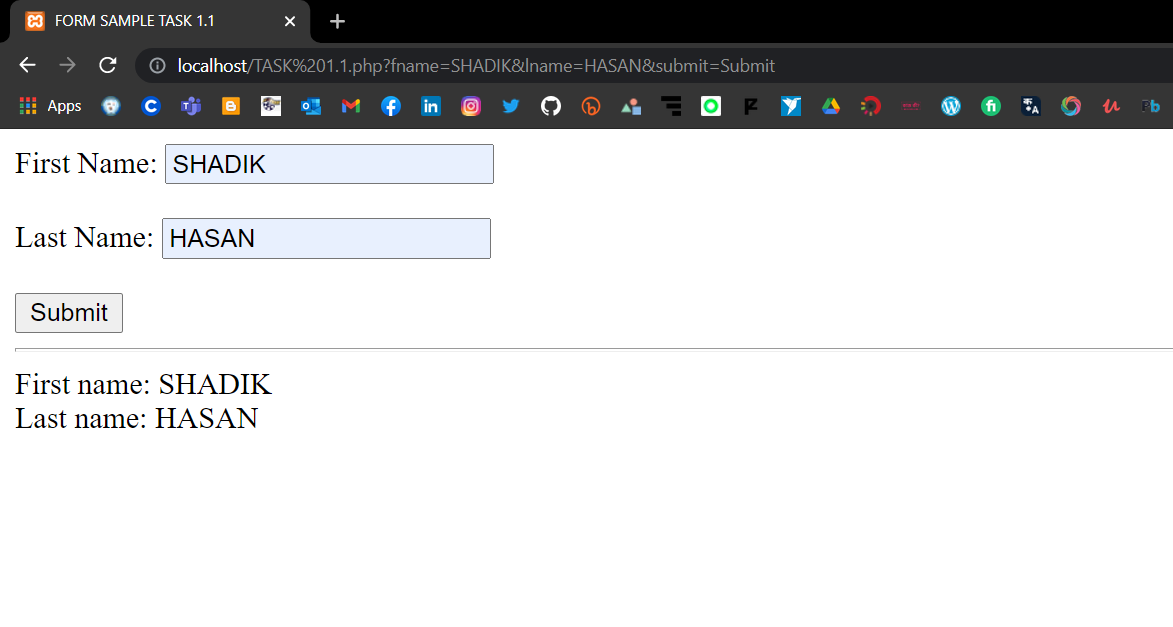 FORM SAMPLE TASK 1.1
localhost/TASK%201.1.php?fname=SHADIK&lname=HASAN&submit=Submit
Apps
First Name: SHADIK
Last Name: HASAN
Submit
First name: SHADIK
Last name: HASAN